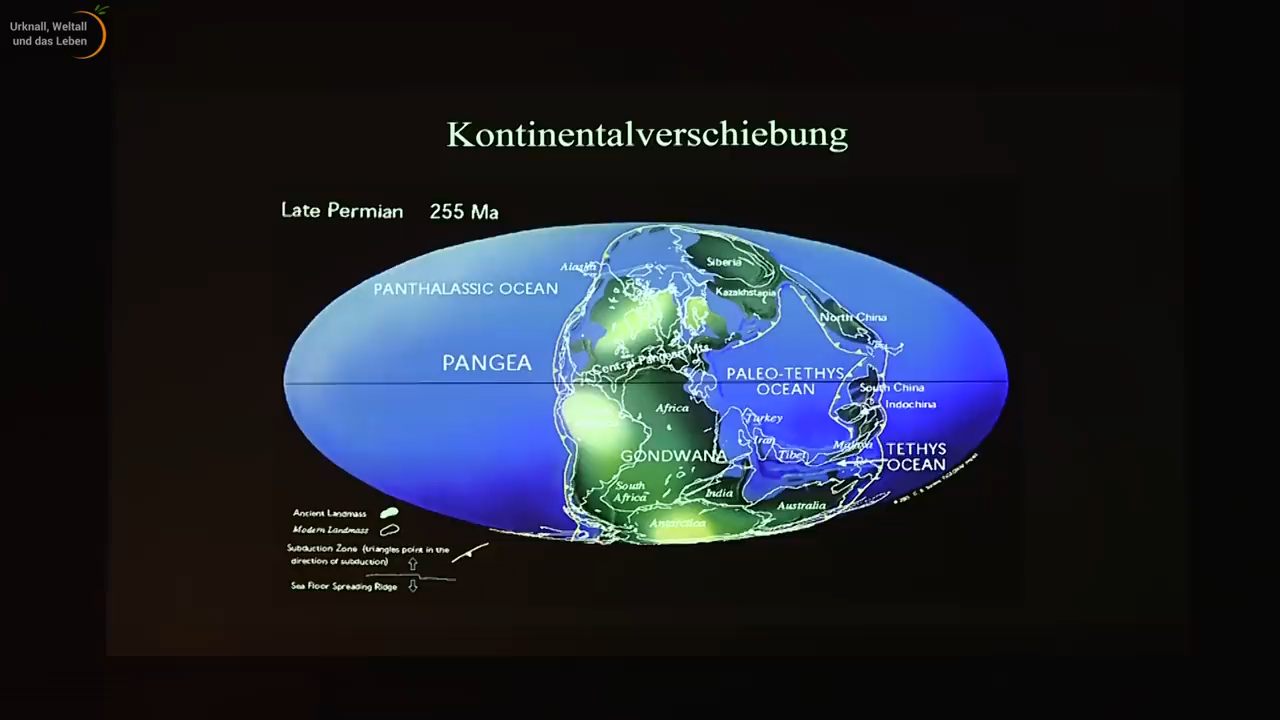 Urknall, Weltall
und das Leben
Kontinentalverschiebung
Late Permian 255 Ma
Alaska
Siberia
PANTHALASSIC OCEAN
Kazakhstania
North China
PANGEA
Central Pangean Mts.
PALEO-TETHYS
OCEAN
South China
Indochina
Africa
Turkey
Iran
Malaya
Tibet
GONDWANA
TETHYS
OCEAN
South
Africa
India
Australia
Antarctica
Ancient Landmass
Modern Landmass
Subduction Zone (triangles point in the
direction of subduction)
Sea Floor Spreading Ridge